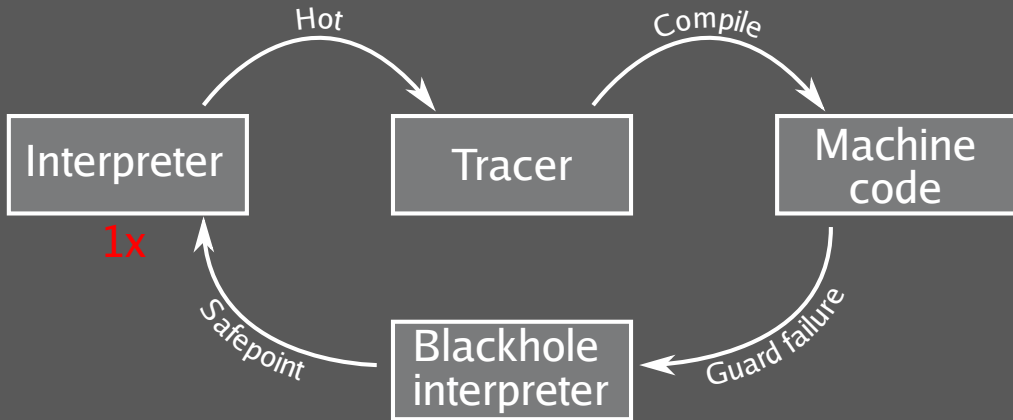 Hot
Compile
Interpreter
Tracer
Machine
code
1x
Safepoint
Blackhole
interpreter
Guard failure